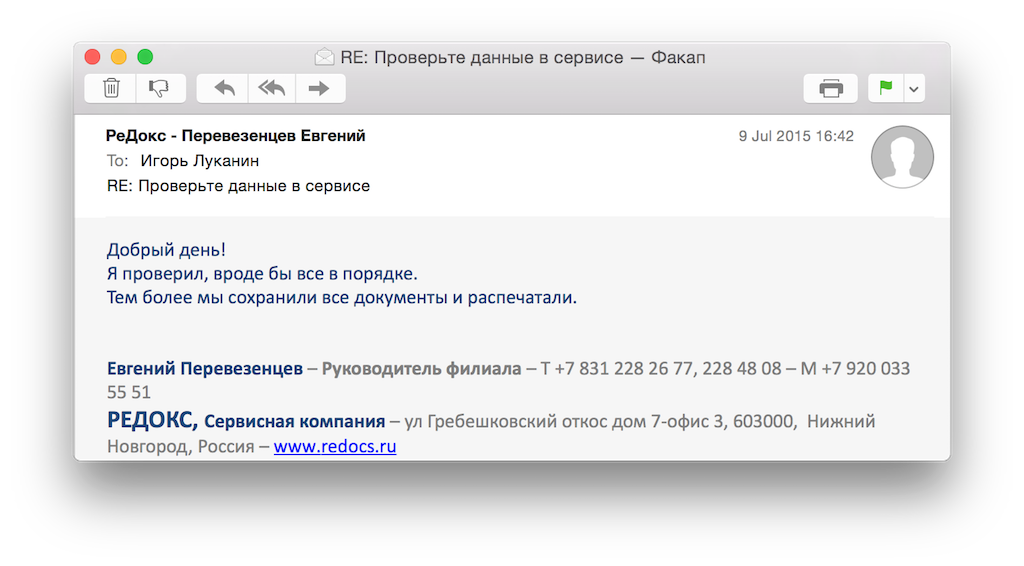 RE: Проверьте данные в сервисе — Факап
РеДокс - Перевезенцев Евгений
9 Jul 2015 16:42
To: Игорь Луканин
RE: Проверьте данные в сервисе
Добрый день!
Я проверил, вроде бы все в порядке.
Тем более мы сохранили все документы и распечатали.
Евгений Перевезенцев – Руководитель филиала – Т +7 831 228 26 77, 228 48 08 – М +7 920 033
55 51
РЕДОКС, Сервисная компания – ул Гребешковский откос дом 7-офис 3, 603000, Нижний
Новгород, Россия – www.redocs.ru